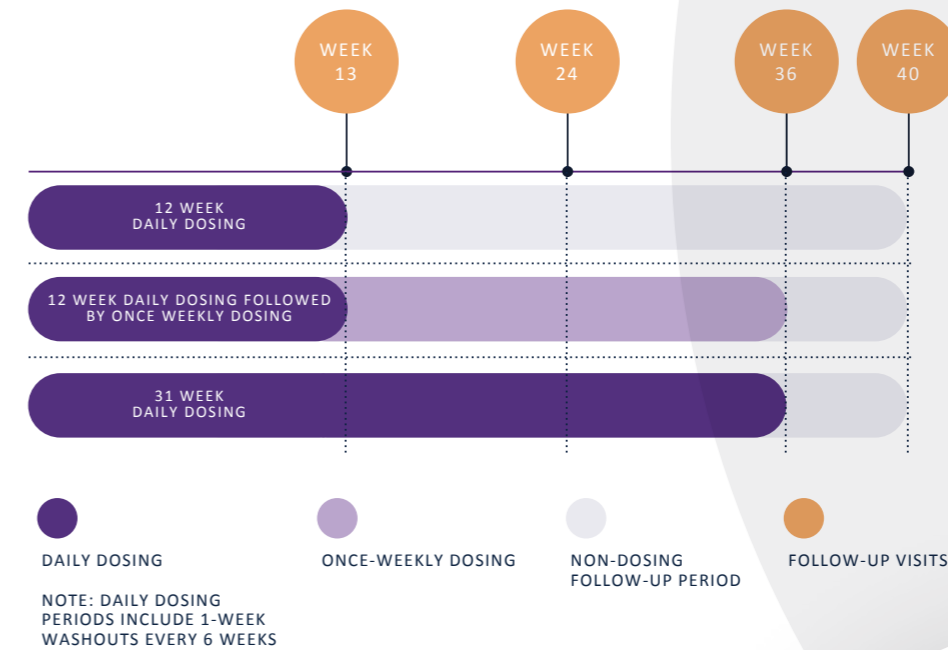 WEEK
13
WEEK
24
WEEK
36
WEEK
40
12 WEEK
DAILY DOSING
12 WEEK DAILY DOSING FOLLOWED
BY ONCE WEEKLY DOSING
31 WEEK
DAILY DOSING
DAILY DOSING
NOTE: DAILY DOSING
PERIODS INCLUDE 1-WEEK
WASHOUTS EVERY 6 WEEKS
ONCE-WEEKLY DOSING
NON-DOSING
FOLLOW-UP PERIOD
FOLLOW-UP VISITS